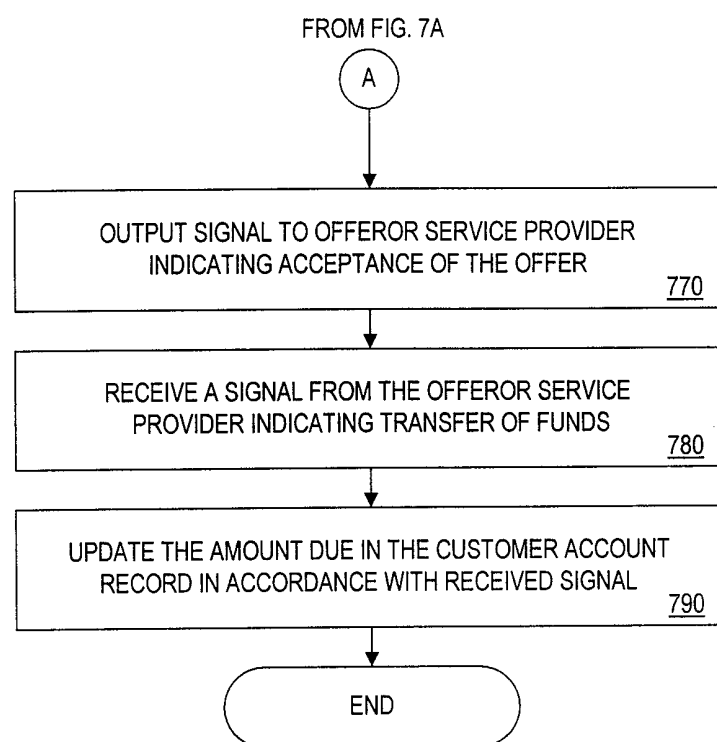 FROM FIG. 7A
A
OUTPUT SIGNAL TO OFFEROR SERVICE PROVIDER
INDICATING ACCEPTANCE OF THE OFFER
770
RECEIVE A SIGNAL FROM THE OFFEROR SERVICE
PROVIDER INDICATING TRANSFER OF FUNDS
780
UPDATE THE AMOUNT DUE IN THE CUSTOMER ACCOUNT
RECORD IN ACCORDANCE WITH RECEIVED SIGNAL
790
END